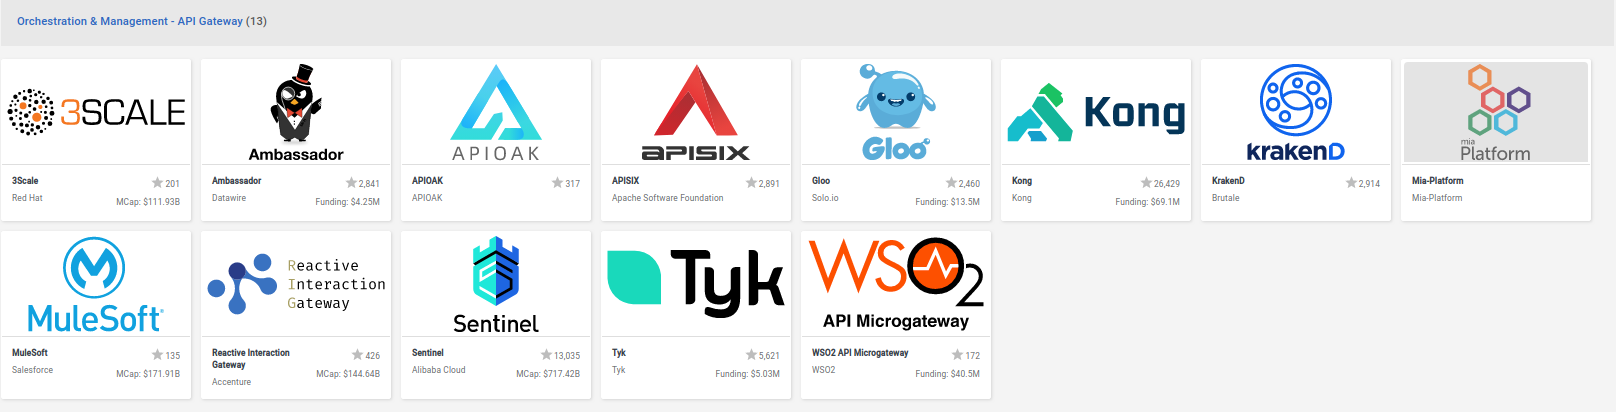 Orchestration & Management - API Gateway (13)
3SCALE
3Scale
201
Red Hat
MCap: $111.93B
Ambassador
Ambassador
2,841
Datawire
Funding: $4.25M
APIOAK
APIOAK
317
APIOAK
APISIX
APISIX
2,891
Apache Software Foundation
Gloo
Gloo
2,460
Solo.io
Funding: $13.5M
Kong
Kong
26,429
Kong
Funding: $69.1M
KrakenD
KrakenD
2,914
Brutale
mia
Platform
Mia-Platform
Mia-Platform
MuleSoft
MuleSoft
135
Salesforce
MCap: $171.91B
Reactive
Interaction
Gateway
Reactive Interaction
Gateway
426
Accenture
MCap: $144.64B
Sentinel
Sentinel
13,035
Alibaba Cloud
MCap: $717.42B
Tyk
Tyk
5,621
Tyk
Funding: $5.03M
WSO2
API Microgateway
WSO2 API Microgateway
172
WSO2
Funding: $40.5M